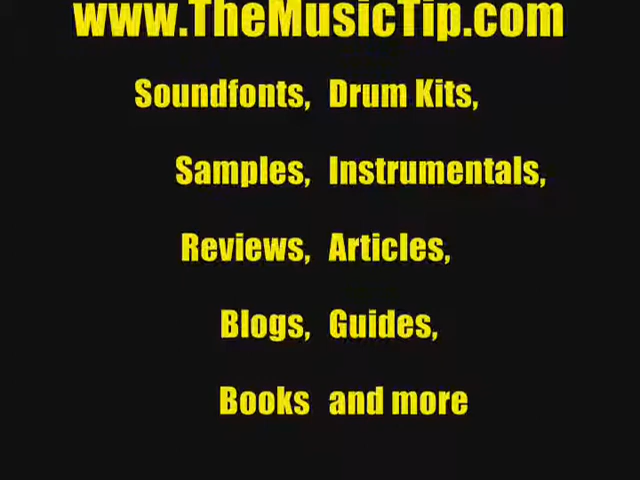 www.TheMusicTip.com
Soundfonts, Drum Kits,
Samples, Instrumentals,
Reviews, Articles,
Blogs, Guides,
Books and more